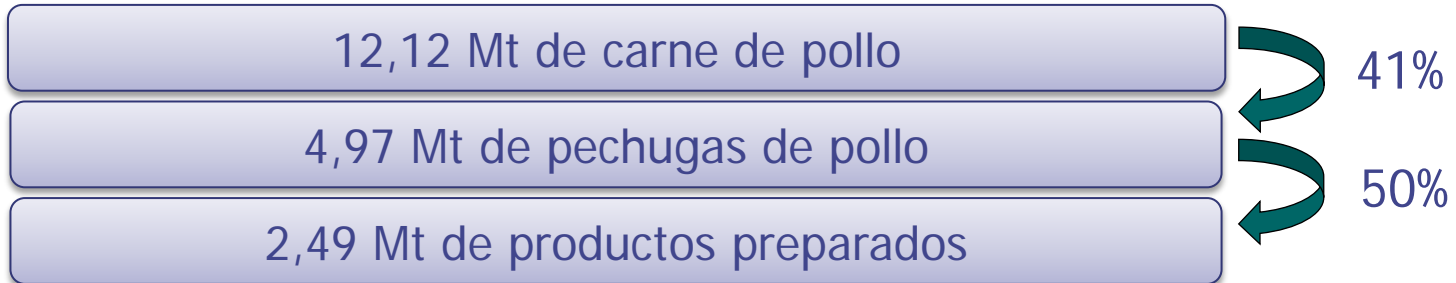 12,12 Mt de carne de pollo
41%
4,97 Mt de pechugas de pollo
50%
2,49 Mt de productos preparados